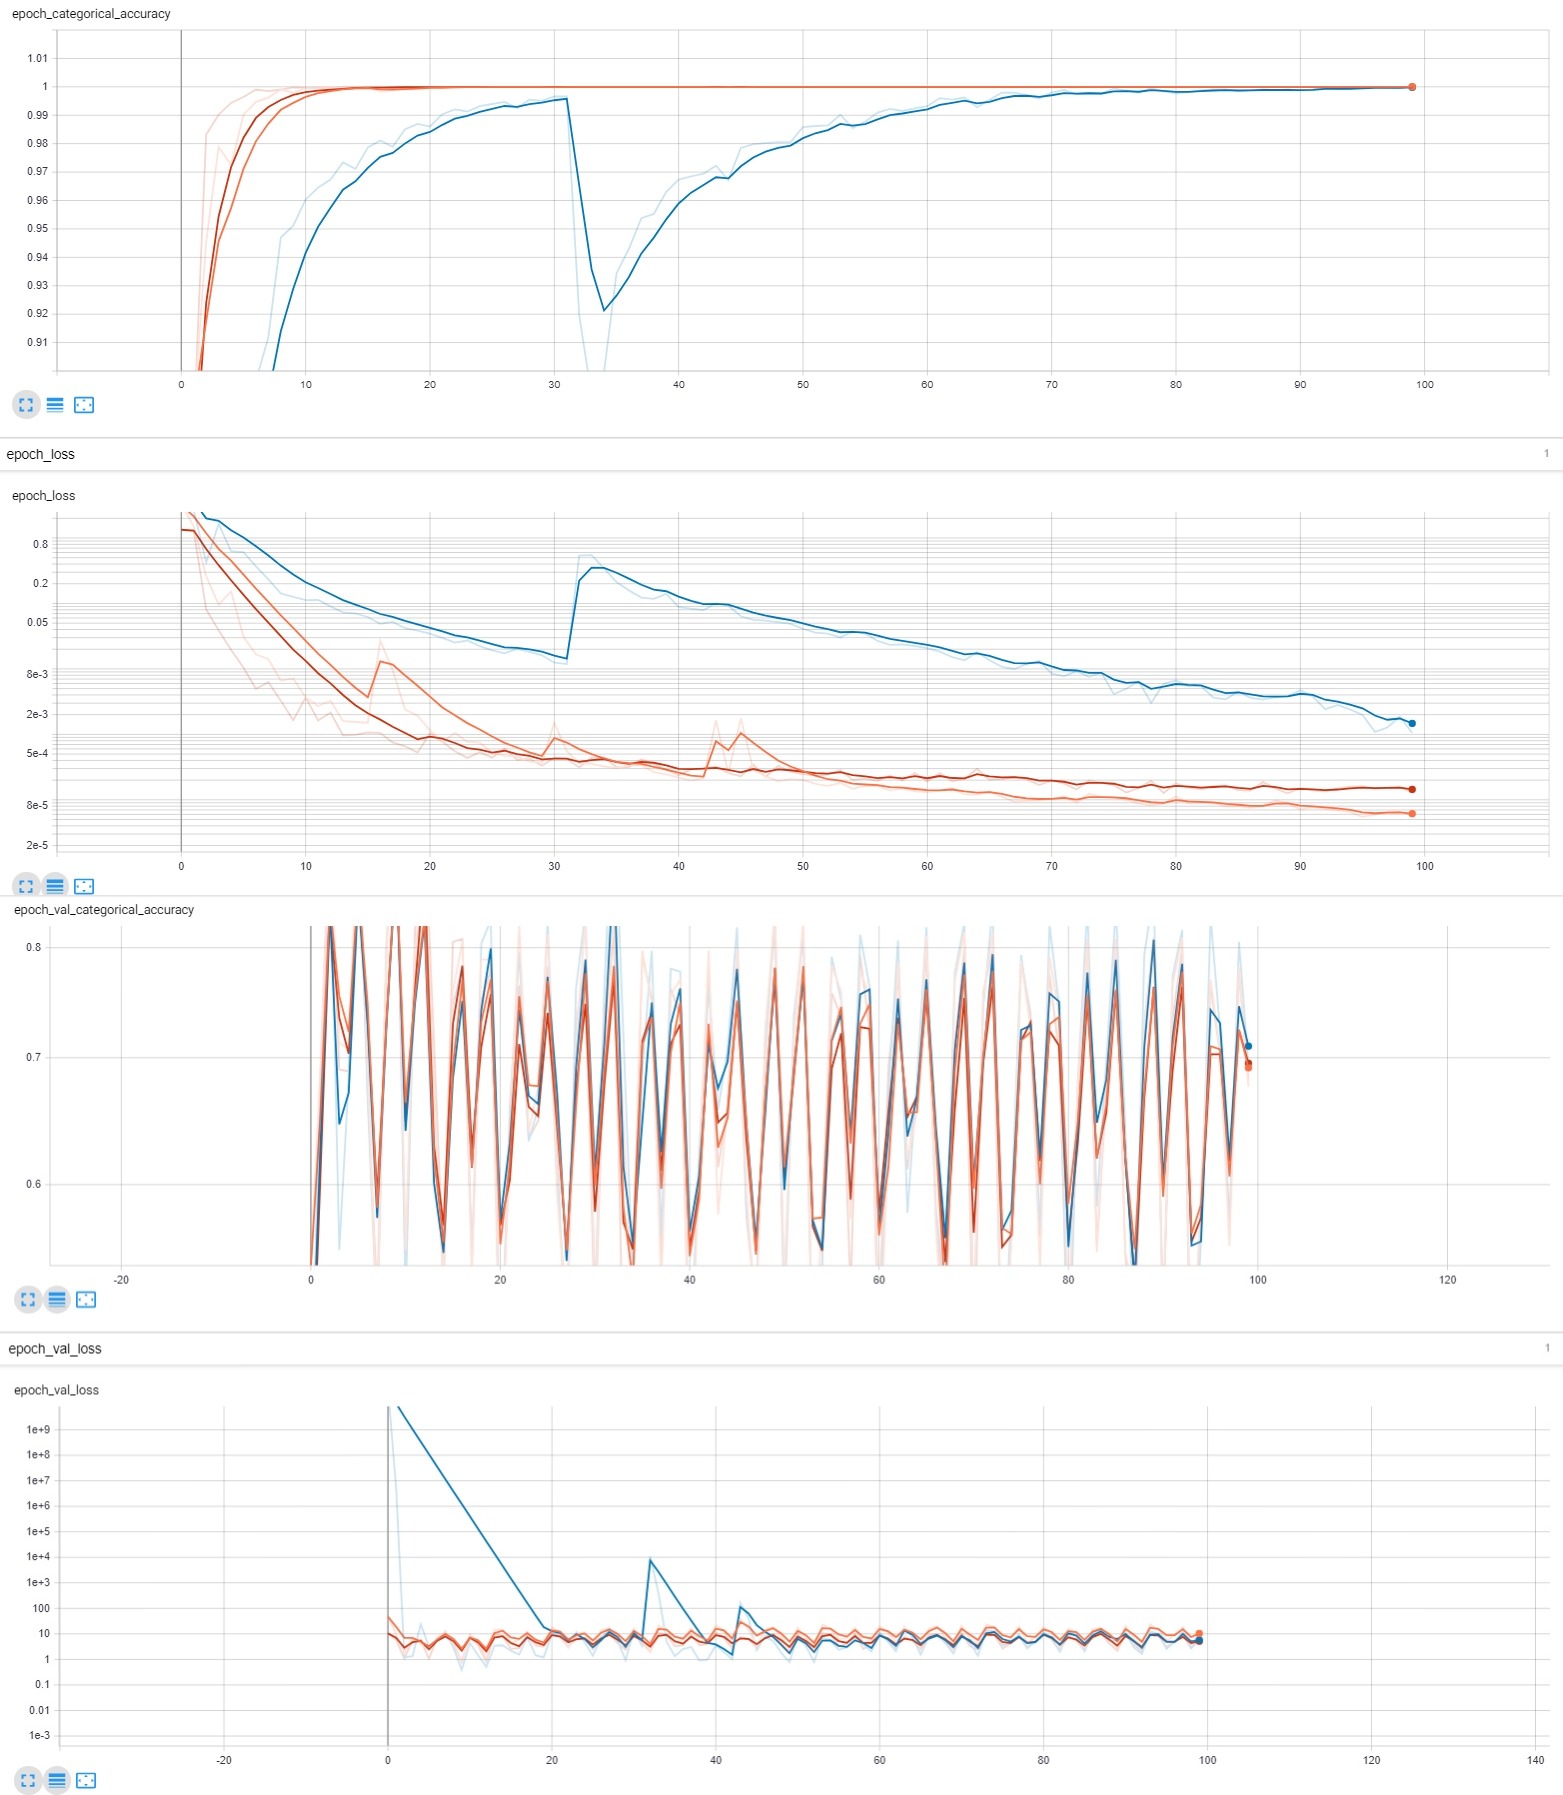 epoch_categorical_accuracy
1.01
1
0.99
0.98
0.97
0.96
0.95
0.94
0.93
0.92
0.91
0 10 20 30 40 50 60 70 80 90 100
epoch_loss 1
epoch_loss
0.8
0.2
0.05
8e-3
2e-3
5e-4
8e-5
2e-5
0 10 20 30 40 50 60 70 80 90 100
epoch_val_categorical_accuracy
0.8
0.7
0.6
-20 0 20 40 60 80 100 120
epoch_val_loss 1
epoch_val_loss
1e+9
1e+8
1e+7
1e+6
1e+5
1e+4
1e+3
100
10
1
0.1
0.01
1e-3
-20 0 20 40 60 80 100 120 140